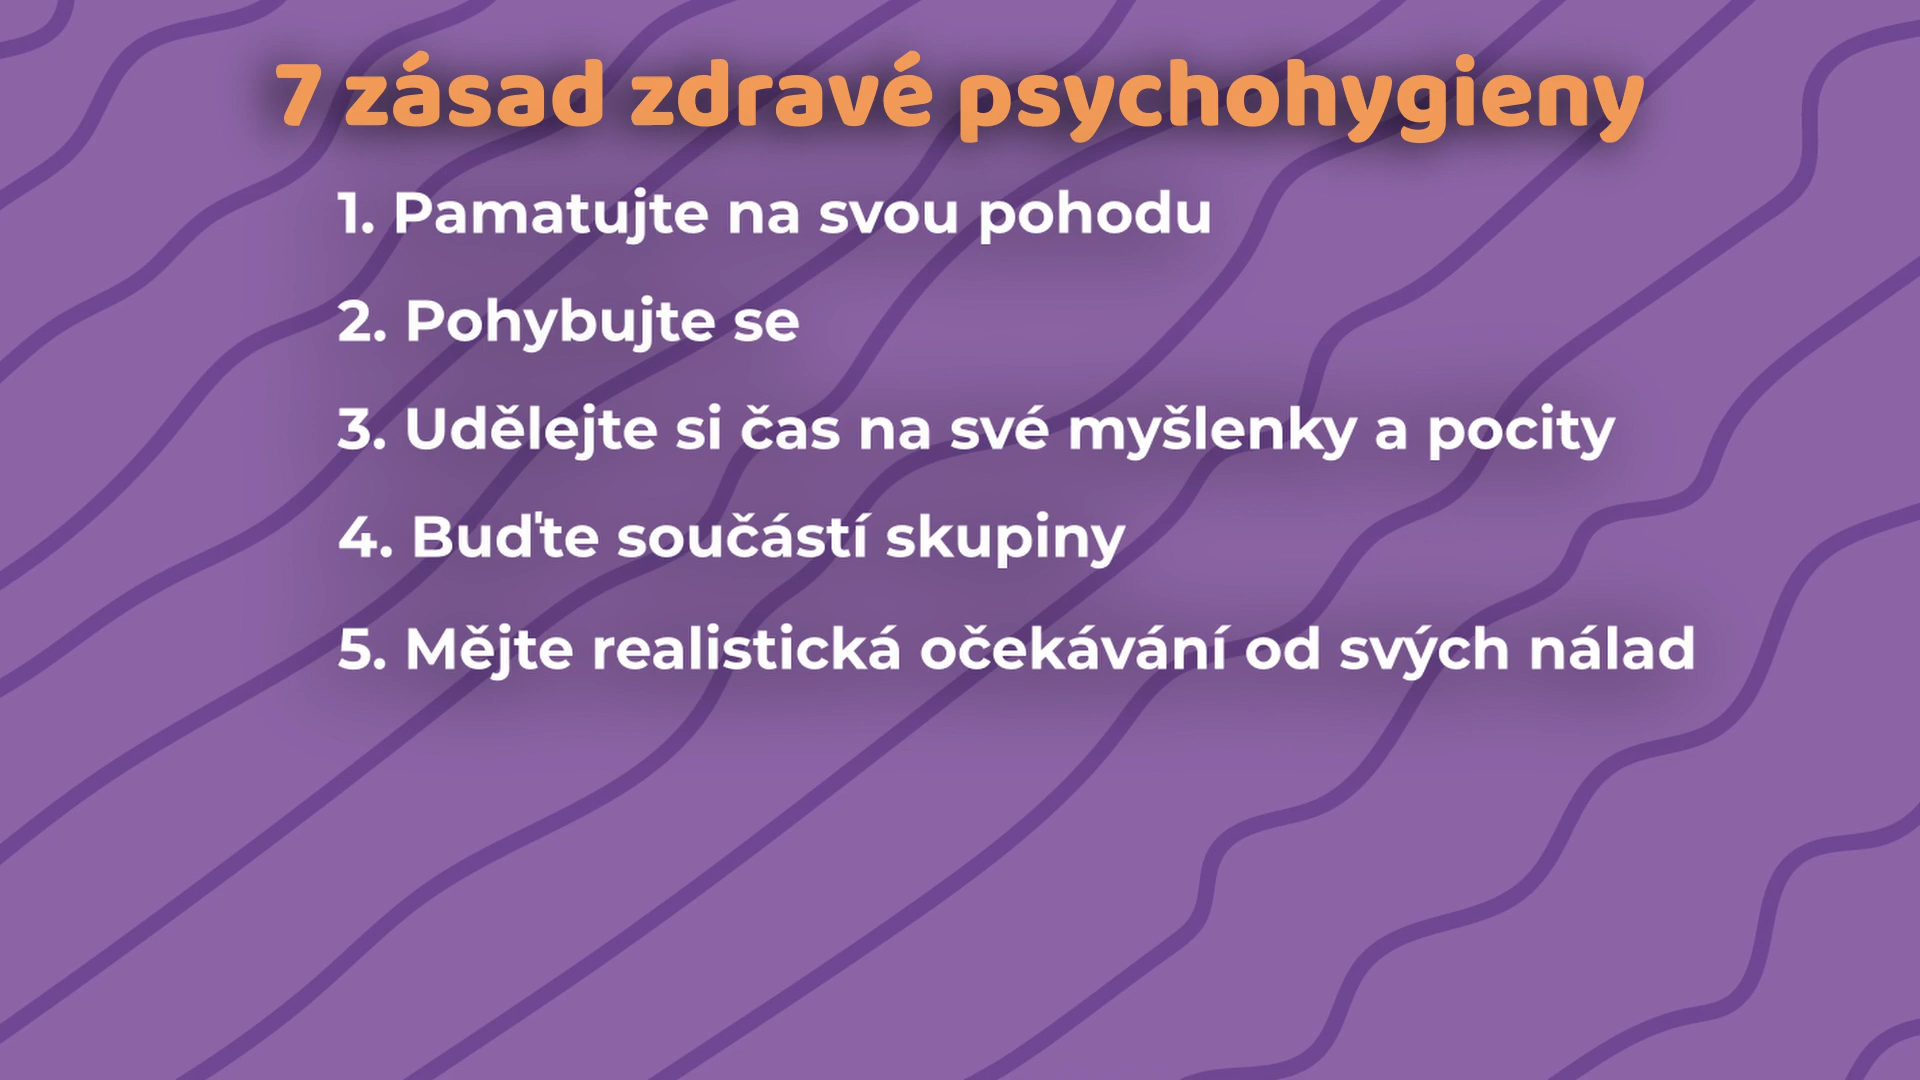 7 zásad zdravé psychohygieny
1. Pamatujte na svou pohodu
2. Pohybujte se
3. Udělejte si čas na své myšlenky a pocity
4. Buďte součástí skupiny
5. Mějte realistická očekávání od svých nálad